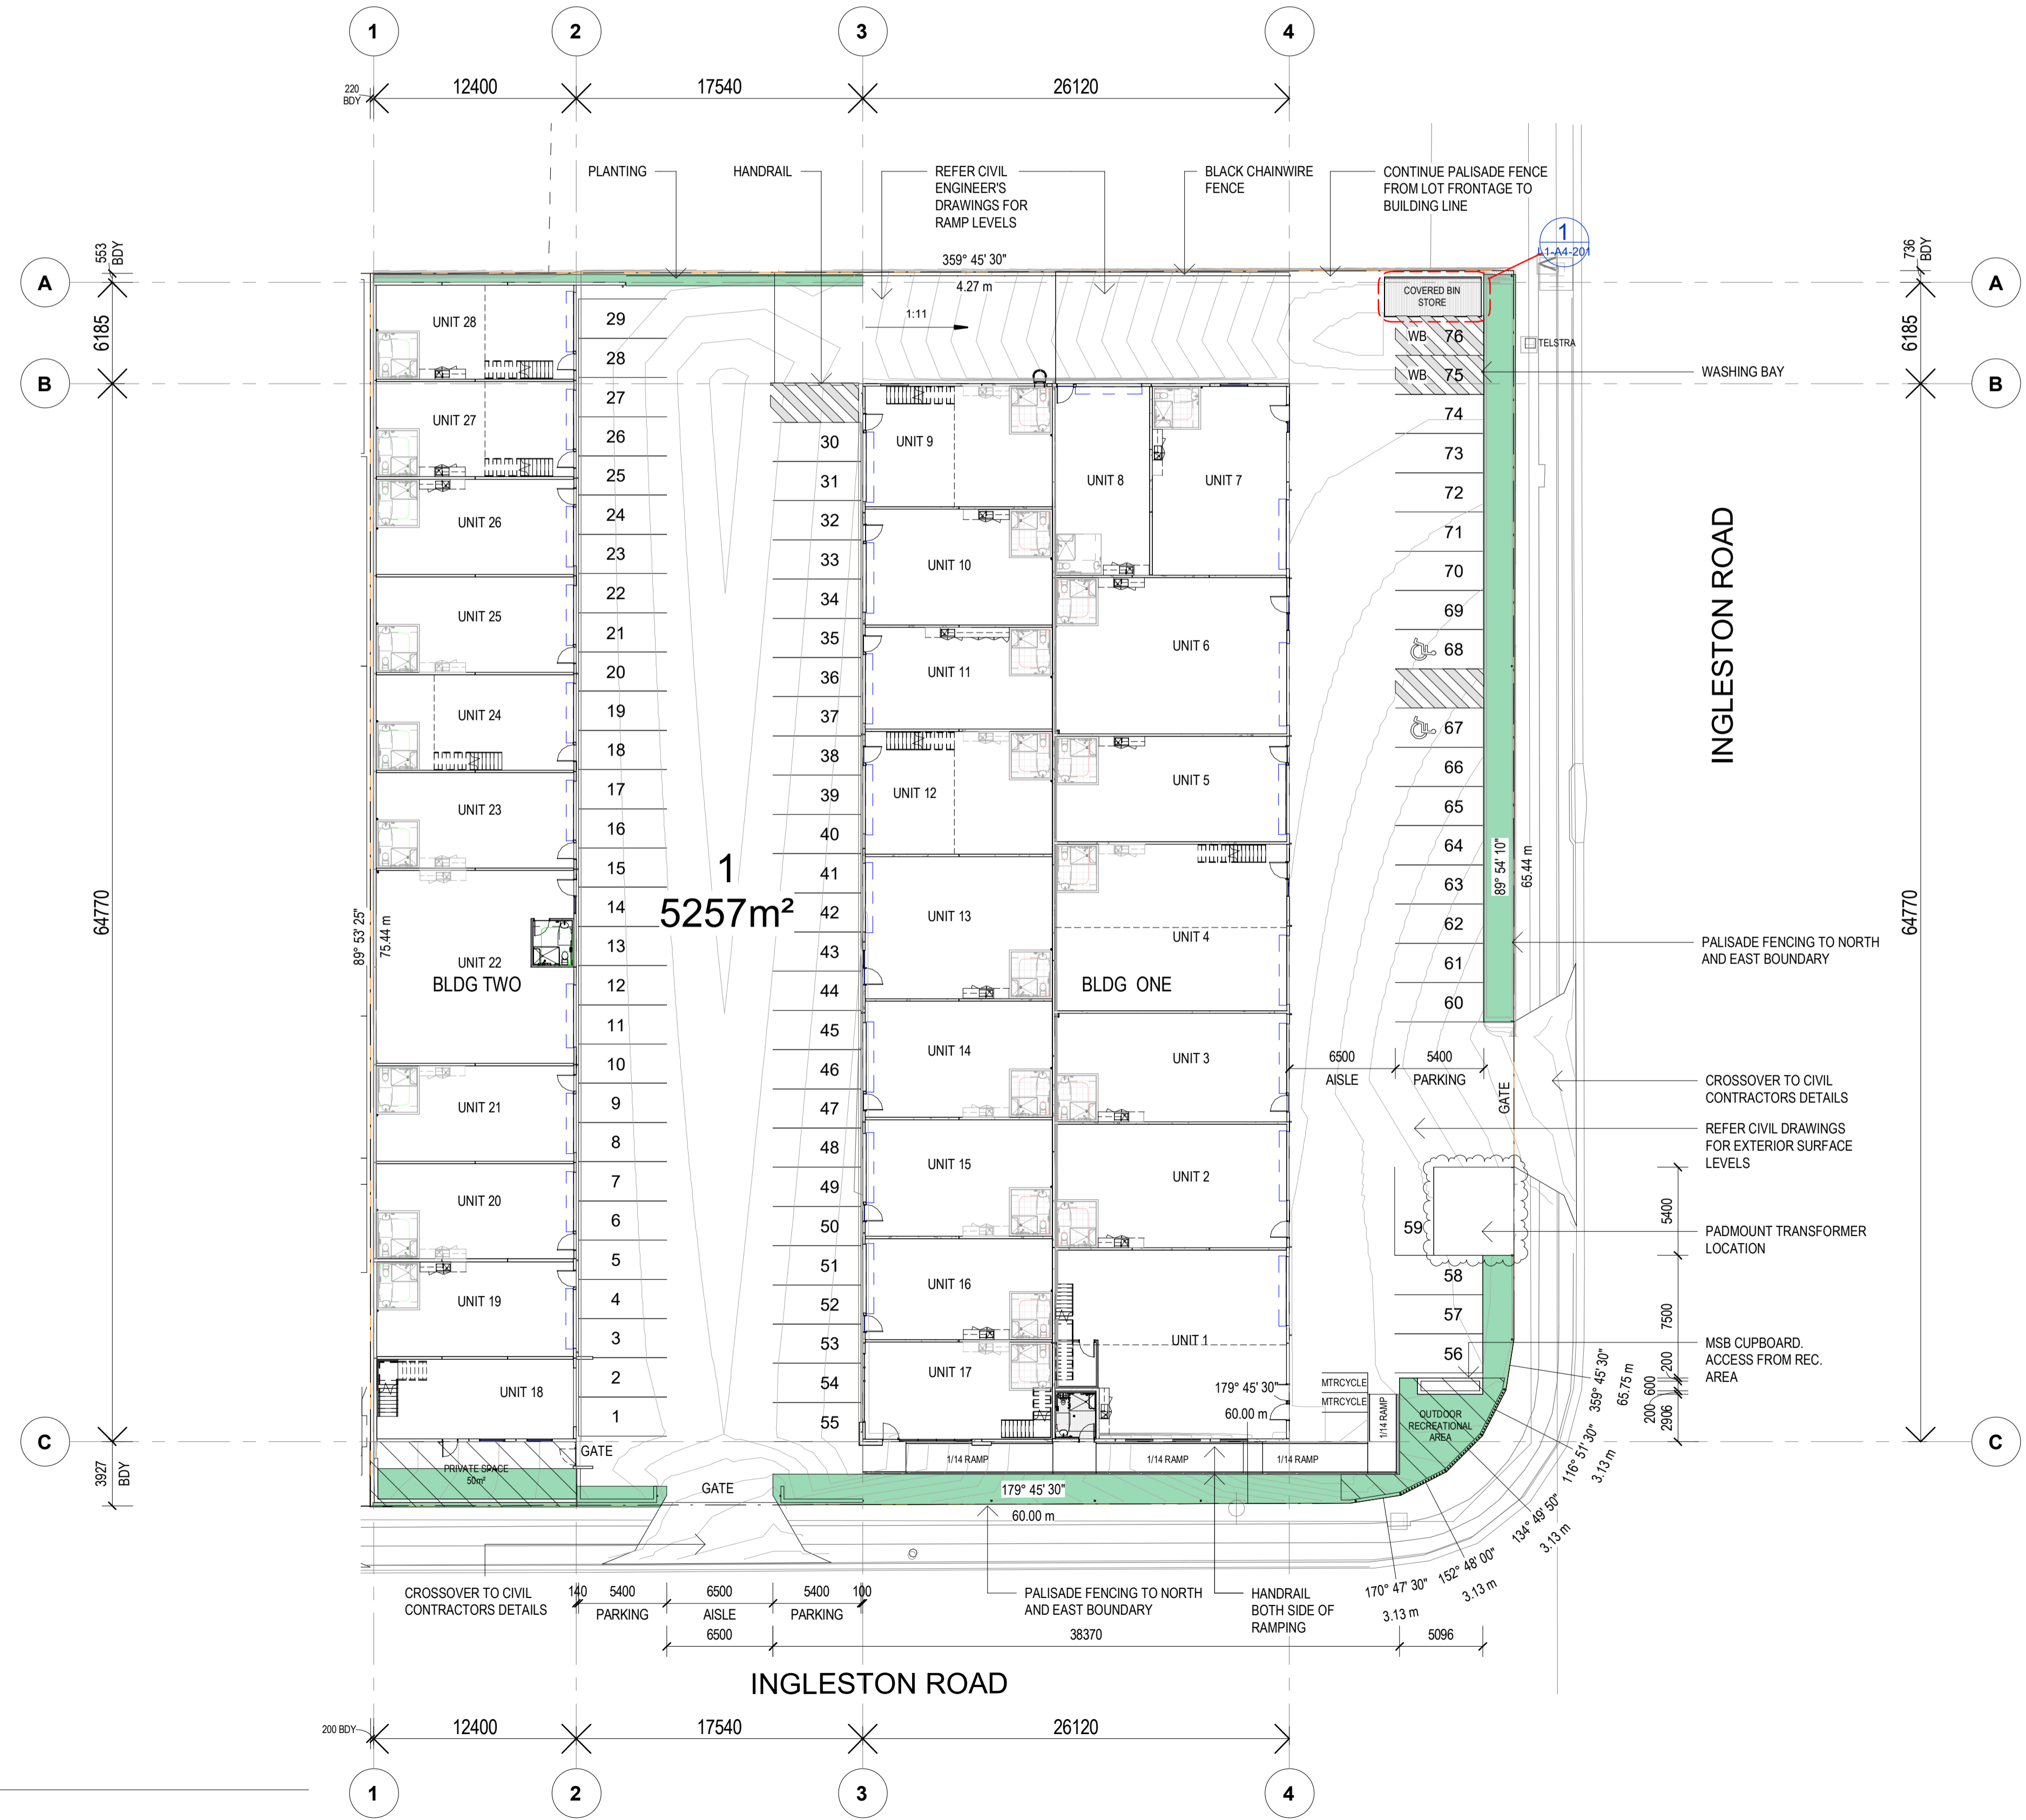 1
2
3
4
220
BDY
12400
17540
26120
PLANTING
HANDRAIL
REFER CIVIL
ENGINEER'S
DRAWINGS FOR
RAMP LEVELS
BLACK CHAINWIRE
FENCE
CONTINUE PALISADE FENCE
FROM LOT FRONTAGE TO
BUILDING LINE
1
L1-A4-201
553
BDY
736
BDY
359° 45' 30"
4.27 m
1:11
A
A
6185
6185
B
B
64770
64770
C
C
3927
BDY
COVERED BIN
STORE
WB 76
WB 75
TELSTRA
WASHING BAY
UNIT 28
UNIT 27
UNIT 26
UNIT 25
UNIT 24
UNIT 23
UNIT 22
BLDG TWO
UNIT 21
UNIT 20
UNIT 19
UNIT 18
PRIVATE SPACE
50m²
89° 53' 25"
75.44 m
29
28
27
26
25
24
23
22
21
20
19
18
17
16
15
14
13
12
11
10
9
8
7
6
5
4
3
2
1
1
5257m²
30
31
32
33
34
35
36
37
38
39
40
41
42
43
44
45
46
47
48
49
50
51
52
53
54
55
UNIT 9
UNIT 10
UNIT 11
UNIT 12
UNIT 13
UNIT 14
UNIT 15
UNIT 16
UNIT 17
UNIT 8
UNIT 7
UNIT 6
UNIT 5
UNIT 4
BLDG ONE
UNIT 3
UNIT 2
UNIT 1
179° 45' 30"
60.00 m
74
73
72
71
70
69
68
67
66
65
64
63
62
61
60
89° 54' 10"
65.44 m
INGLESTON ROAD
PALISADE FENCING TO NORTH
AND EAST BOUNDARY
6500
AISLE
5400
PARKING
GATE
CROSSOVER TO CIVIL
CONTRACTORS DETAILS
REFER CIVIL DRAWINGS
FOR EXTERIOR SURFACE
LEVELS
59
PADMOUNT TRANSFORMER
LOCATION
5400
7500
200
600
200
2906
58
57
56
MSB CUPBOARD.
ACCESS FROM REC.
AREA
MTRCYCLE
MTRCYCLE
1/14 RAMP
OUTDOOR
RECREATIONAL
AREA
359° 45' 30"
65.75 m
116° 51' 30"
3.13 m
134° 49' 50"
3.13 m
152° 48' 00"
3.13 m
170° 47' 30"
3.13 m
GATE
GATE
1/14 RAMP
1/14 RAMP
1/14 RAMP
179° 45' 30"
60.00 m
CROSSOVER TO CIVIL
CONTRACTORS DETAILS
140
5400
PARKING
6500
AISLE
5400
PARKING
100
PALISADE FENCING TO NORTH
AND EAST BOUNDARY
HANDRAIL
BOTH SIDE OF
RAMPING
6500
38370
5096
INGLESTON ROAD
200 BDY
12400
17540
26120
1
2
3
4